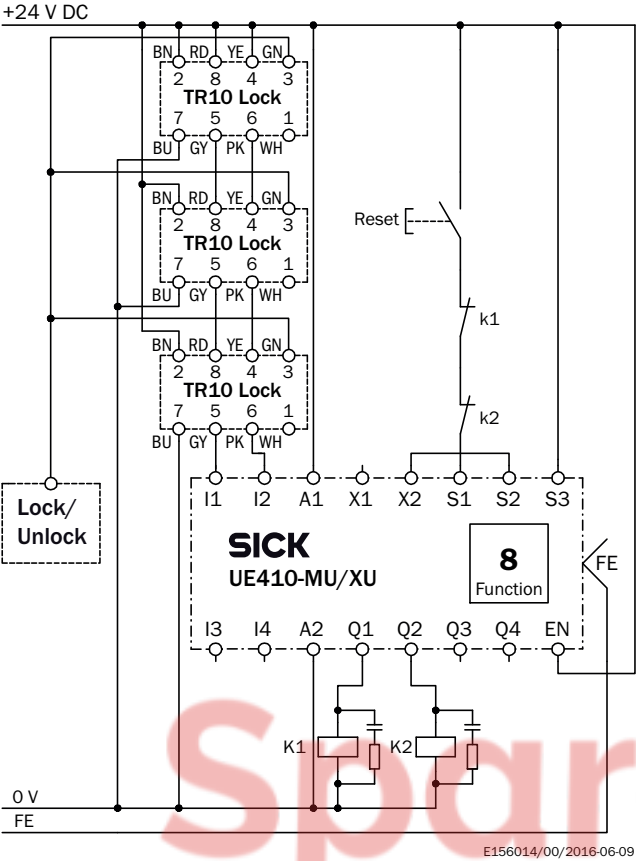 +24 V DC
BN RD YE GN
2 8 4 3
TR10 Lock
7 5 6 1
BU GY PK WH
BN RD YE GN
2 8 4 3
TR10 Lock
7 5 6 1
BU GY PK WH
Reset
k1
BN RD YE GN
2 8 4 3
TR10 Lock
7 5 6 1
BU GY PK WH
k2
I1 I2 A1 X1 X2 S1 S2 S3
Lock/
Unlock
SICK
UE410-MU/XU
8
Function
FE
I3 I4 A2 Q1 Q2 Q3 Q4 EN
K1 K2
Spar
0 V
FE
E156014/00/2016-06-09